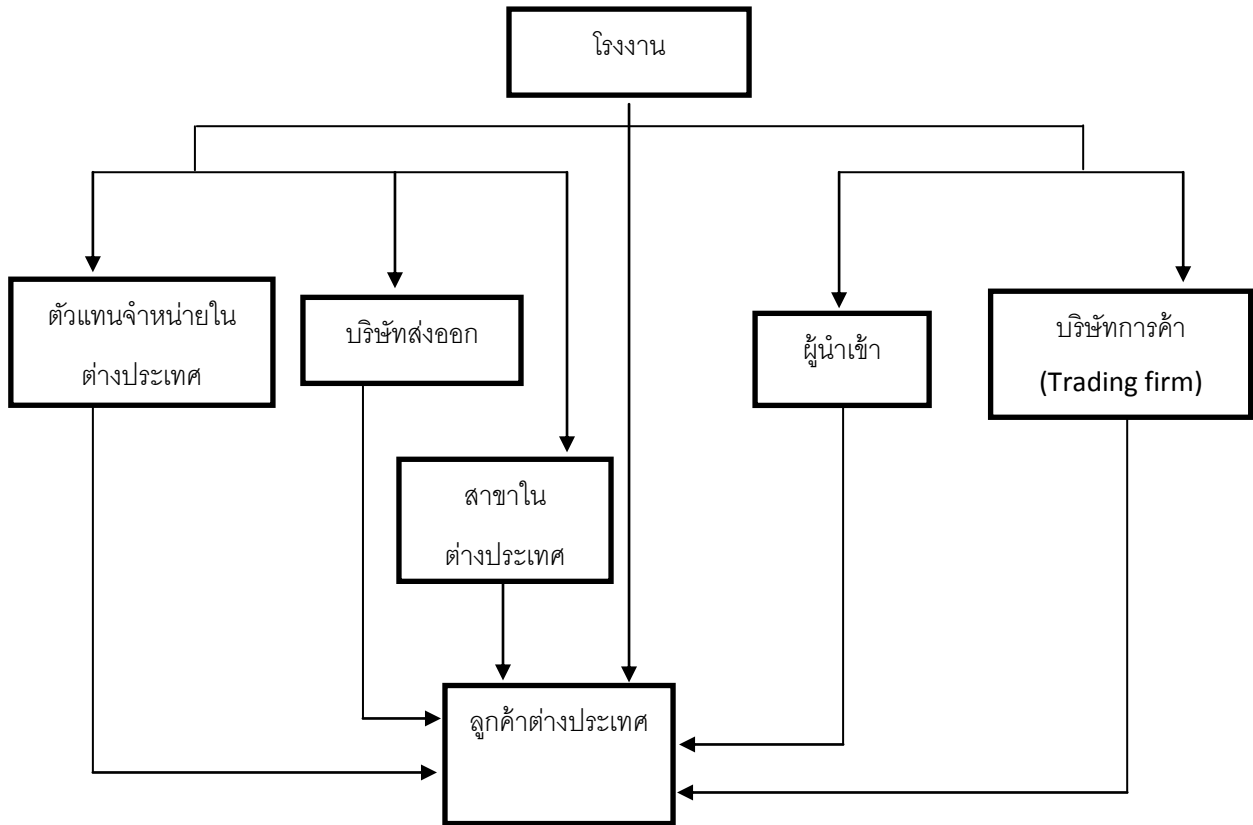 โรงงาน
ตัวแทนจำหน่ายใน
ต่างประเทศ
บริษัทส่งออก
ผู้นำเข้า
บริษัทการค้า
(Trading firm)
สาขาใน
ต่างประเทศ
ลูกค้าต่างประเทศ